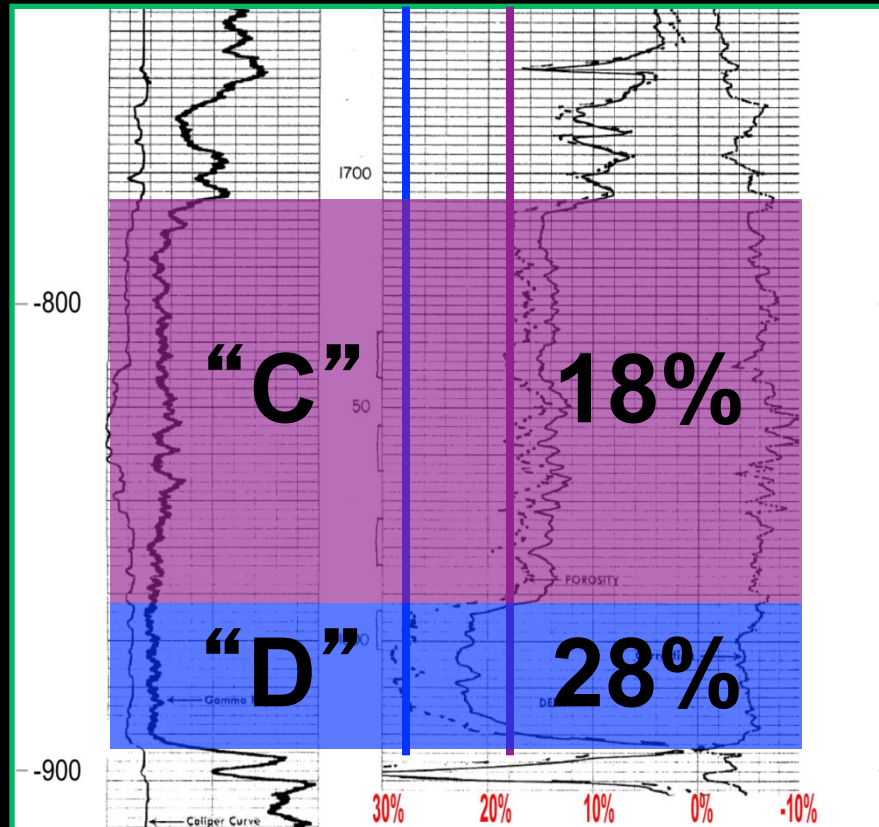 1700
-800
“C” 18%
50
POROSITY
“D” 28%
Gamma
-900
30% 20% 10% 0% -10%
Caliper Curve